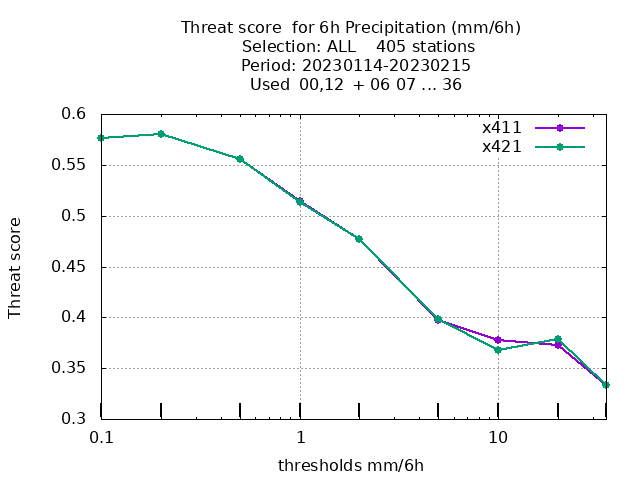 Threat score  for 6h Precipitation (mm/6h)
Selection: ALL    405 stations
Period: 20230114-20230215
Used  00,12  + 06 07 ... 36
x411
x421
0.6
0.55
0.5
0.45
0.4
0.35
0.3
Threat score
0.1
1
10
thresholds mm/6h